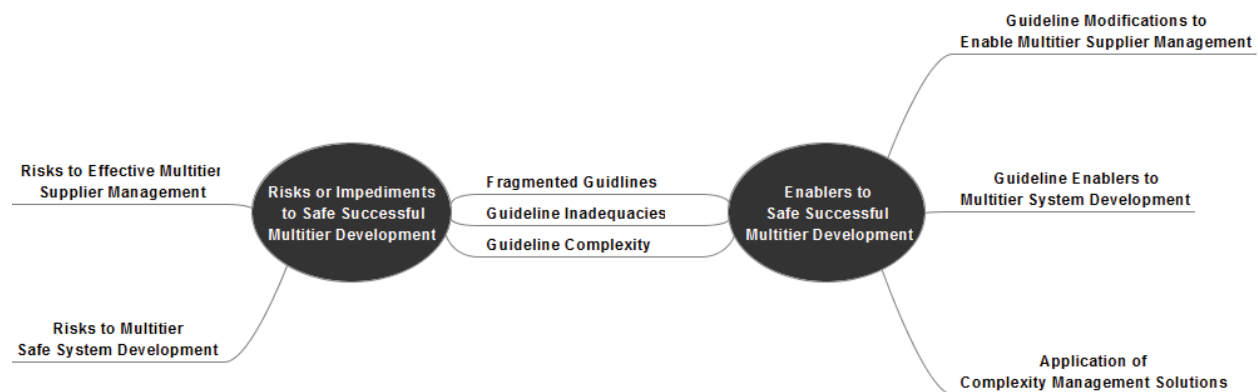 Guideline Modifications to
Enable Multitier Supplier Management
Risks to Effective Multitier
Supplier Management
Risks or Impediments
to Safe Successful
Multitier Development
Fragmented Guidlines
Guideline Inadequacies
Guideline Complexity
Enablers to
Safe Successful
Multitier Development
Guideline Enablers to
Multitier System Development
Risks to Multitier
Safe System Development
Application of
Complexity Management Solutions